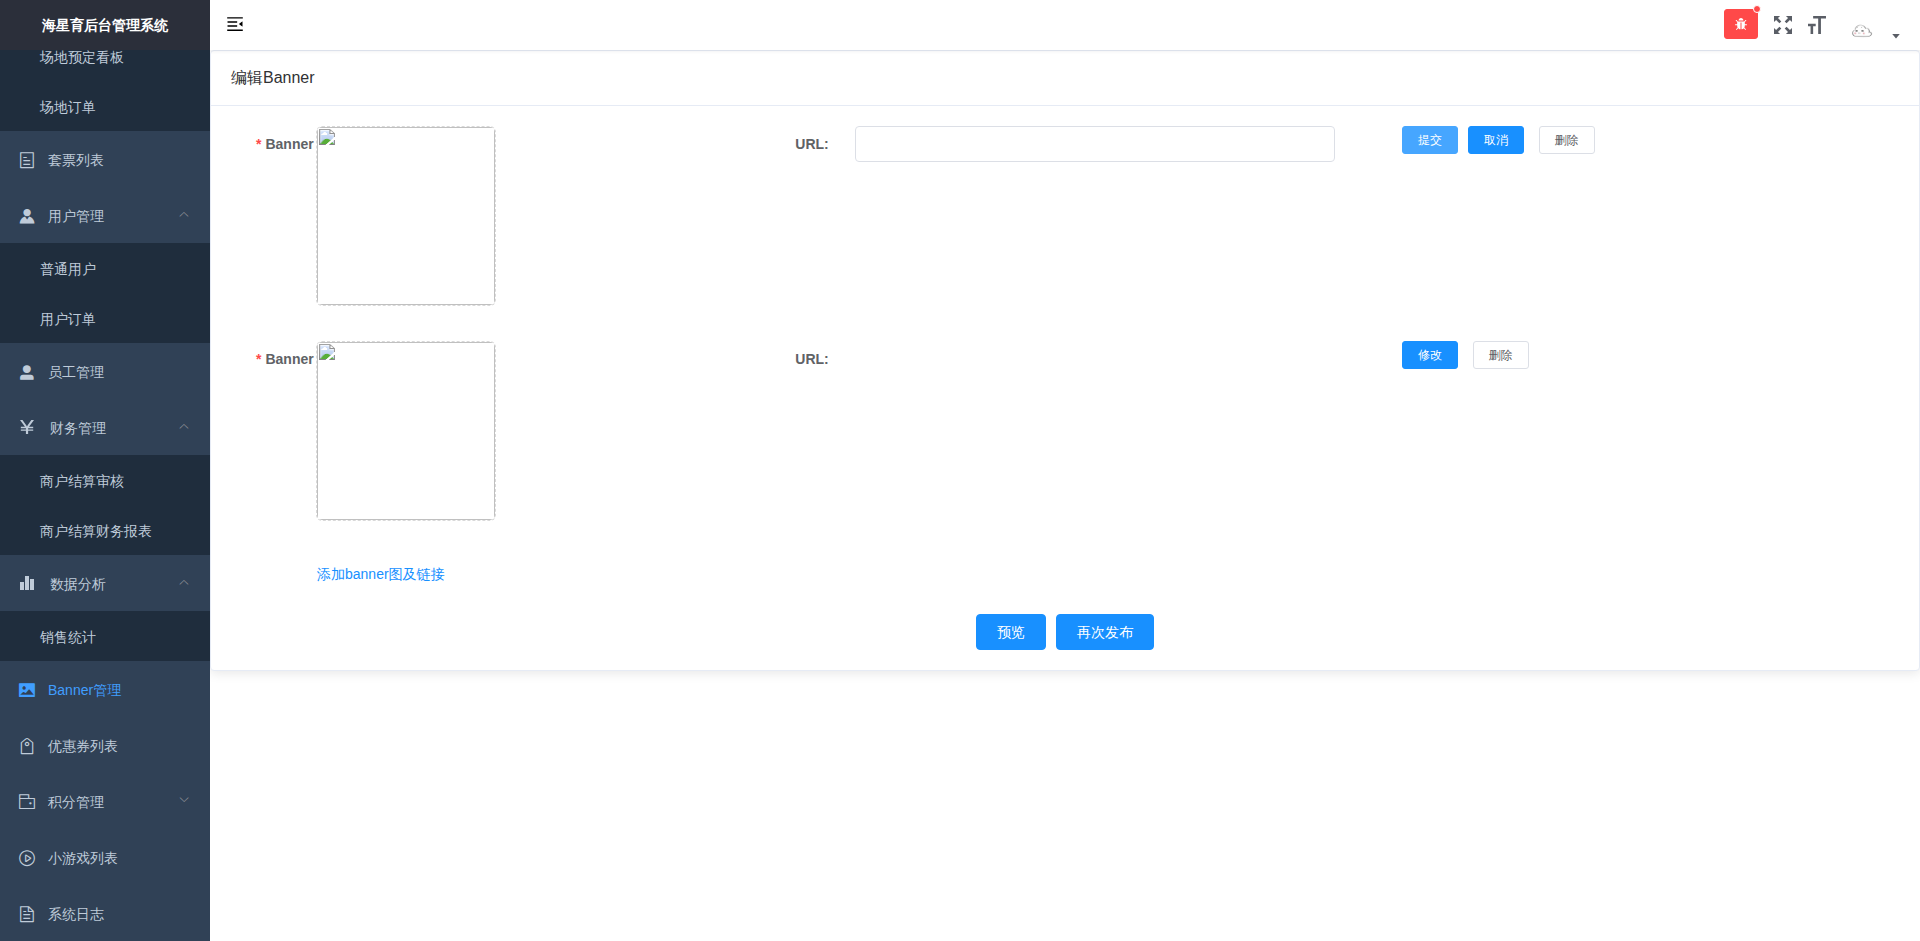 海星育后台管理系统
场地预定看板
场地订单
套票列表
用户管理
普通用户
用户订单
员工管理
财务管理
商户结算审核
商户结算财务报表
数据分析
销售统计
Banner管理
优惠券列表
积分管理
小游戏列表
系统日志
编辑Banner
* Banner URL: 提交 取消 删除
* Banner URL: 修改 删除
添加banner图及链接
预览 再次发布